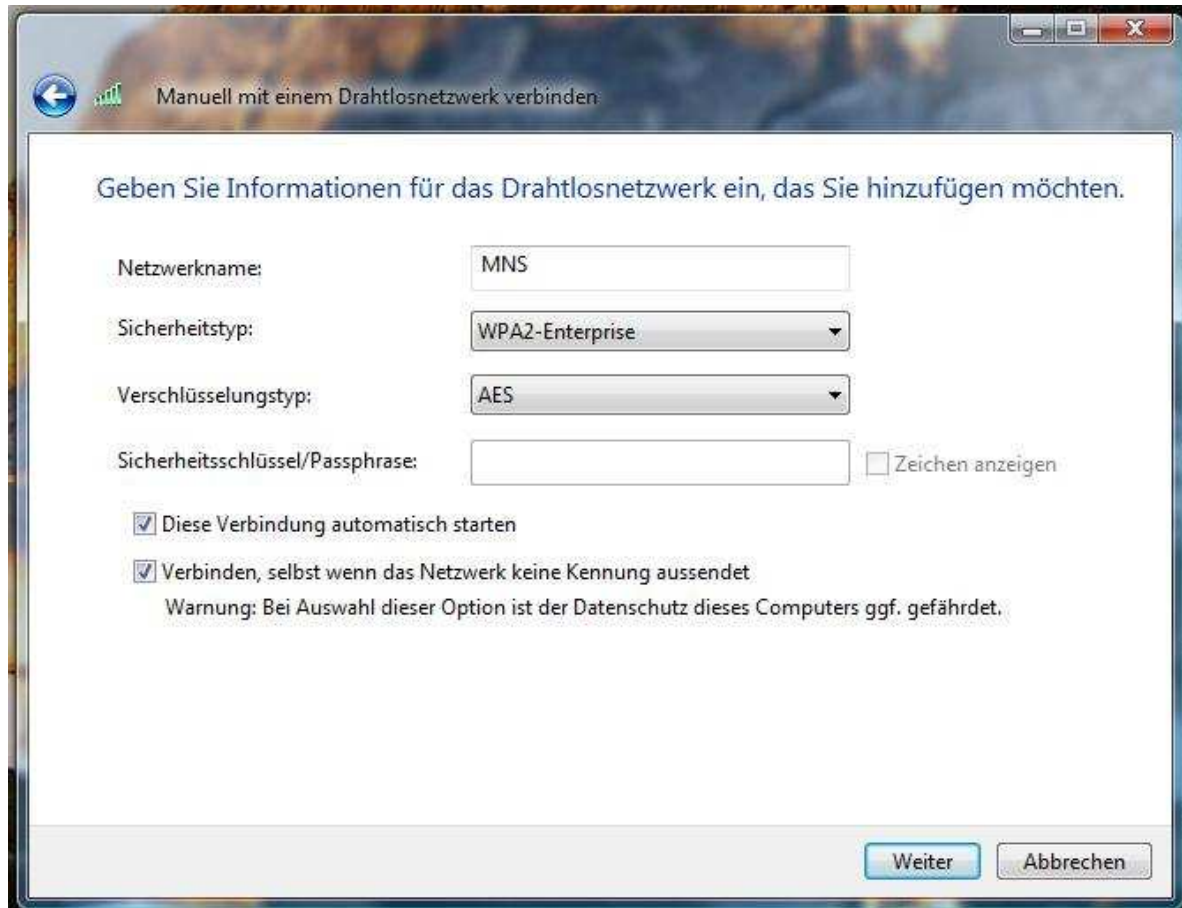 Manuell mit einem Drahtlosnetzwerk verbinden
Geben Sie Informationen für das Drahtlosnetzwerk ein, das Sie hinzufügen möchten.
Netzwerkname: MNS
Sicherheitstyp: WPA2-Enterprise
Verschlüsselungstyp: AES
Sicherheitsschlüssel/Passphrase: Zeichen anzeigen
Diese Verbindung automatisch starten
Verbinden, selbst wenn das Netzwerk keine Kennung aussendet
Warnung: Bei Auswahl dieser Option ist der Datenschutz dieses Computers ggf. gefährdet.
Weiter Abbrechen